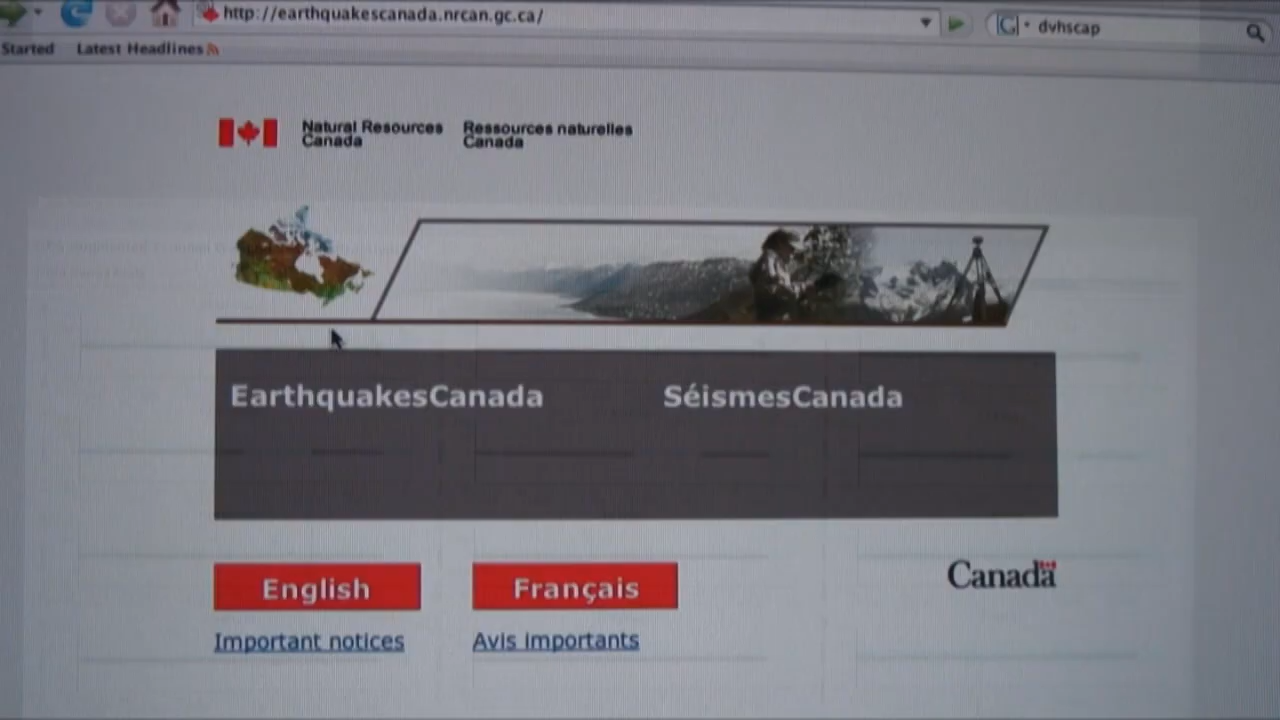 http://earthquakescanada.nrcan.gc.ca/
G dvhscap
Started Latest Headlines
Natural Resources Canada
Ressources naturelles Canada
EarthquakesCanada
SéismesCanada
English
Français
Important notices
Avis importants
Canada